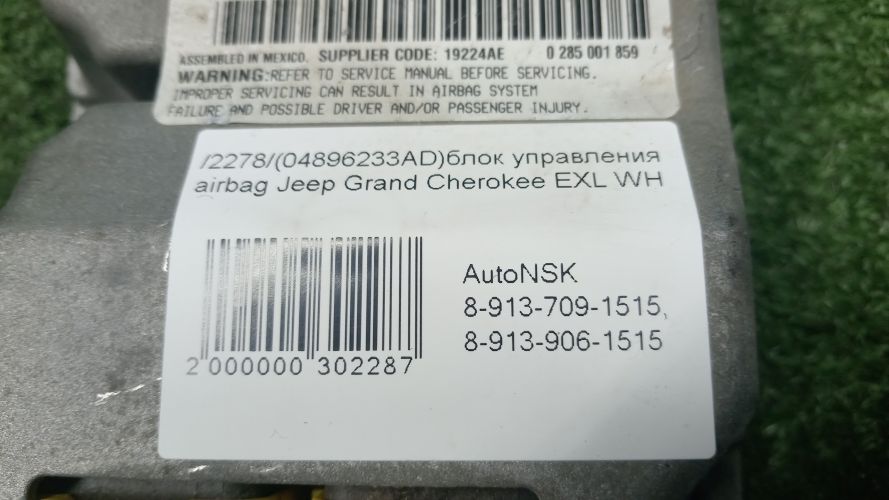 ASSEMBLED IN MEXICO. SUPPLIER CODE: 19224AE 0 285 001 859
WARNING:REFER TO SERVICE MANUAL BEFORE SERVICING.
IMPROPER SERVICING CAN RESULT IN AIRBAG SYSTEM
FAILURE AND POSSIBLE DRIVER AND/OR PASSENGER INJURY.
/2278/(04896233AD)блок управления
airbag Jeep Grand Cherokee EXL WH
AutoNSK
8-913-709-1515,
8-913-906-1515
2 000000 302287